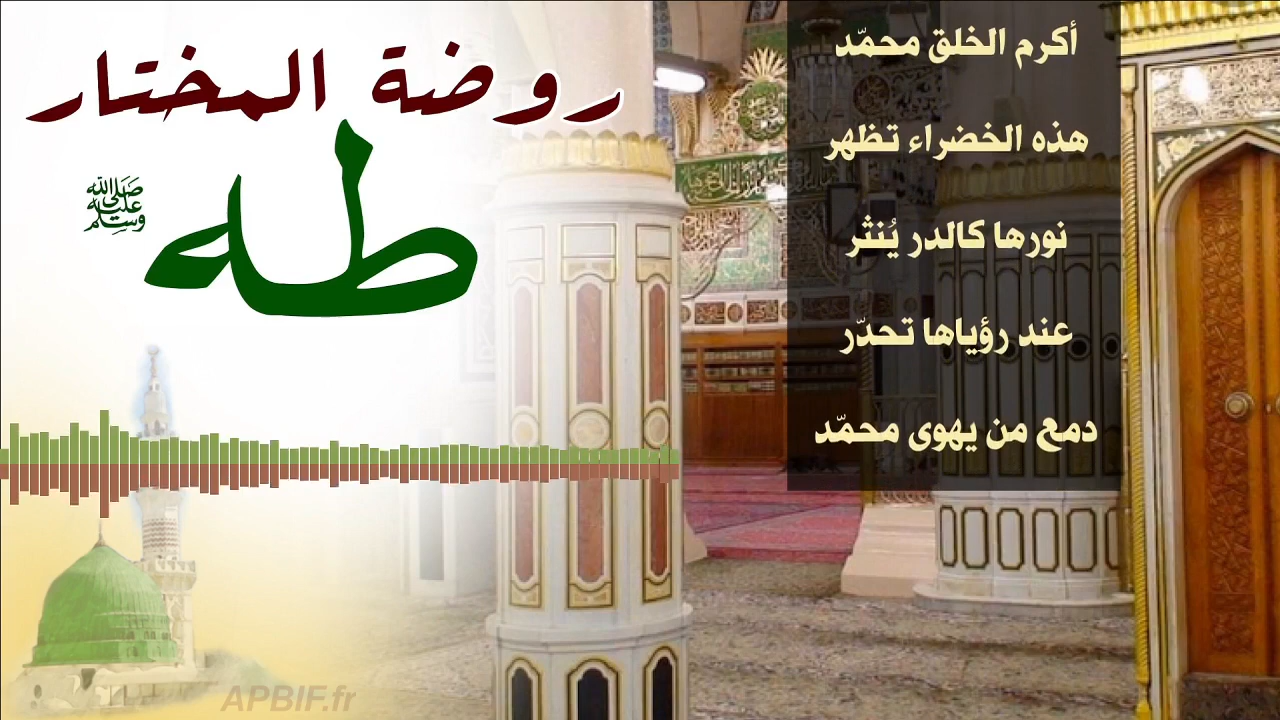 روضة المختار
طه
صلى الله عليه وسلم
أكرم الخلق محمّد
هذه الخضراء تظهر
نورها كالدر يُنثر
عند رؤياها تحدّر
دمع من يهوى محمّد
APBIF.fr